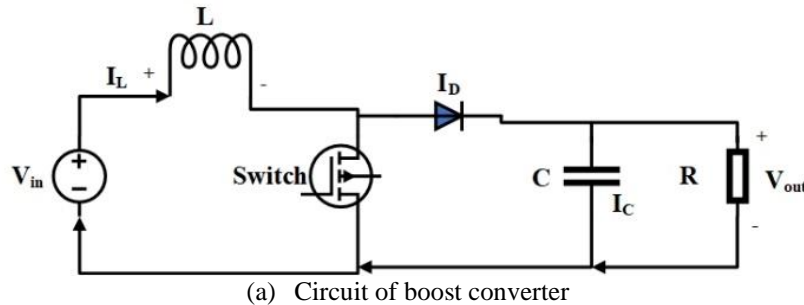 L
I_L + -
I_D
V_in + -
Switch
C
I_C
R
+
V_out
-
(a) Circuit of boost converter